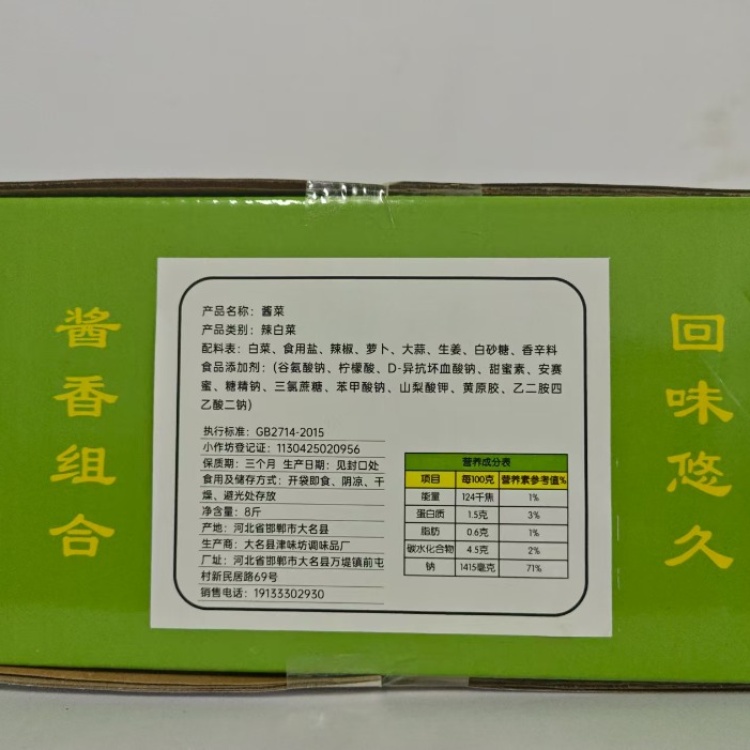 酱香组合
产品名称：酱菜
产品类别：辣白菜
配料表：白菜、食用盐、辣椒、萝卜、大蒜、生姜、白砂糖、香辛料
食品添加剂：（谷氨酸钠、柠檬酸、D-异抗坏血酸钠、甜蜜素、安赛
蜜、糖精钠、三氯蔗糖、苯甲酸钠、山梨酸钾、黄原胶、乙二胺四
乙酸二钠）
执行标准：GB2714-2015
小作坊登记证：1130425020956
保质期：三个月 生产日期：见封口处
食用及储存方式：开袋即食、阴凉、干
燥、避光处存放
净含量：8斤
产地：河北省邯郸市大名县
生产商：大名县津味坊调味品厂
厂址：河北省邯郸市大名县万堤镇前屯
村新民居路69号
销售电话：19133302930
营养成分表
项目 每100克 营养素参考值%
能量 124千焦 1%
蛋白质 1.5克 3%
脂肪 0.6克 1%
碳水化合物 4.5克 2%
钠 1415毫克 71%
回味悠久